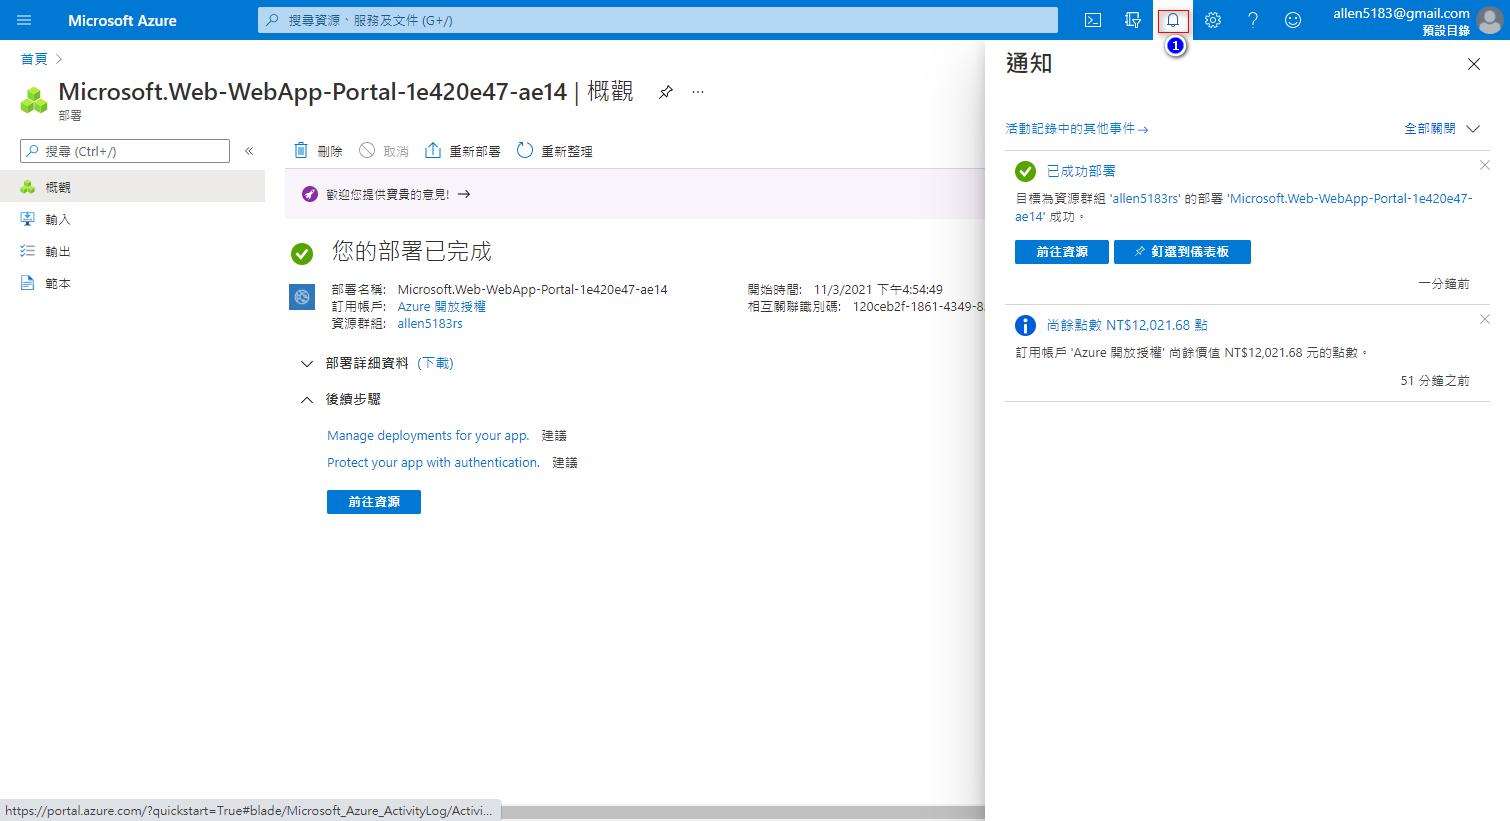 Microsoft Azure
搜尋資源、服務及文件 (G+/)
allen5183@gmail.com
預設目錄
1
首頁
Microsoft.Web-WebApp-Portal-1e420e47-ae14 | 概觀
部署
搜尋 (Ctrl+/)
概觀
輸入
輸出
範本
刪除 取消 重新部署 重新整理
歡迎您提供寶貴的意見! →
您的部署已完成
部署名稱: Microsoft.Web-WebApp-Portal-1e420e47-ae14
訂用帳戶: Azure 開放授權
資源群組: allen5183rs
開始時間: 11/3/2021 下午4:54:49
相互關聯識別碼: 120ceb2f-1861-4349-8
部署詳細資料 (下載)
後續步驟
Manage deployments for your app. 建議
Protect your app with authentication. 建議
前往資源
通知
活動記錄中的其他事件→
全部關閉
已成功部署
目標為資源群組 'allen5183rs' 的部署 'Microsoft.Web-WebApp-Portal-1e420e47-
ae14' 成功。
前往資源 釘選到儀表板
一分鐘前
尚餘點數 NT$12,021.68 點
訂用帳戶 'Azure 開放授權' 尚餘價值 NT$12,021.68 元的點數。
51 分鐘之前
https://portal.azure.com/?quickstart=True#blade/Microsoft_Azure_ActivityLog/Activi...